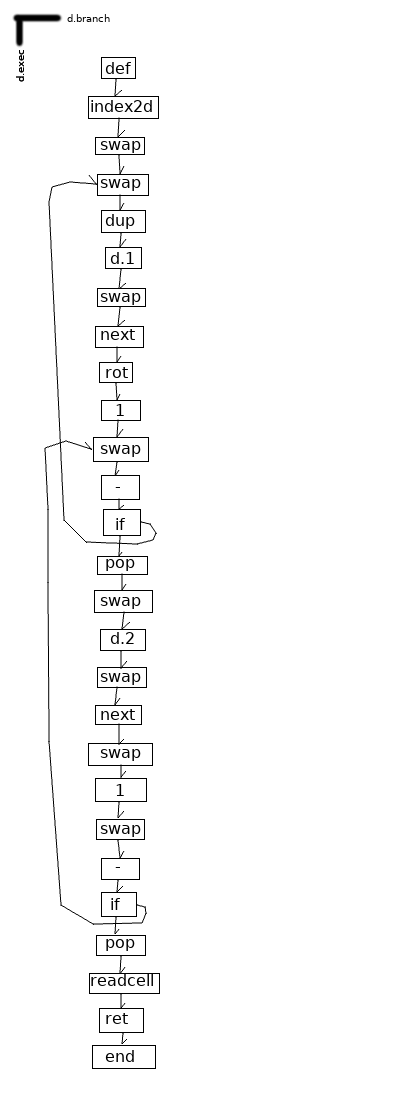 d.branch
d.exec
def
index2d
swap
swap
dup
d.1
swap
next
rot
1
swap
-
if
pop
swap
d.2
swap
next
swap
1
swap
-
if
pop
readcell
ret
end